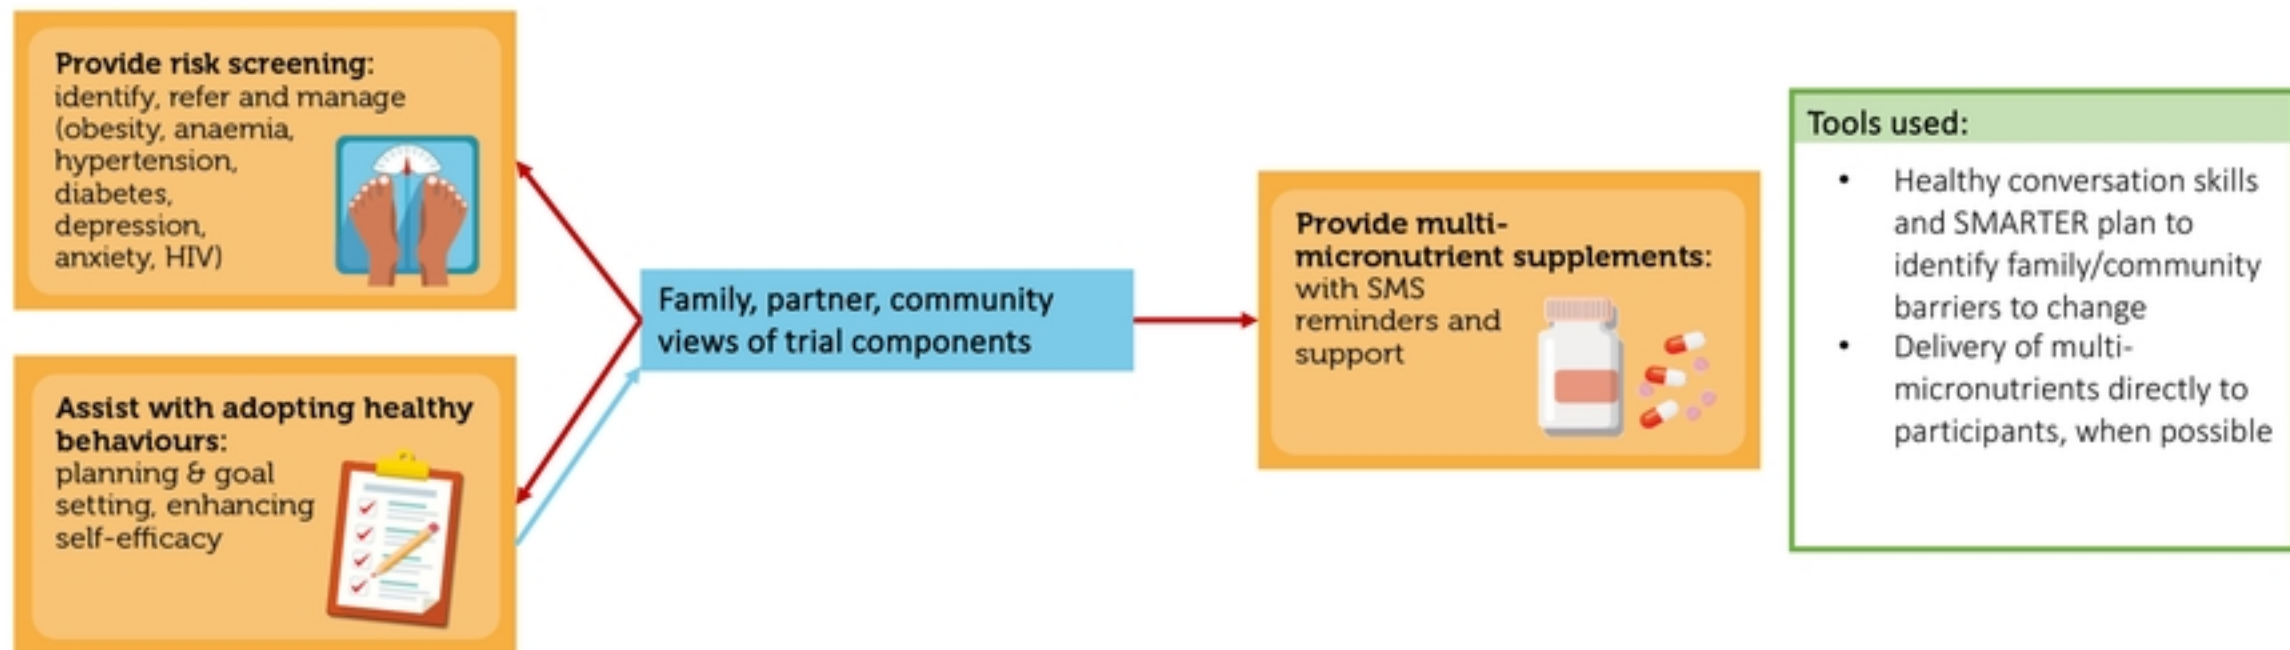 Provide risk screening:
identify, refer and manage
(obesity, anaemia,
hypertension,
diabetes,
depression,
anxiety, HIV)
Assist with adopting healthy
behaviours:
planning & goal
setting, enhancing
self-efficacy
Family, partner, community
views of trial components
Provide multi-
micronutrient supplements:
with SMS
reminders and
support
Tools used:
• Healthy conversation skills
and SMARTER plan to
identify family/community
barriers to change
• Delivery of multi-
micronutrients directly to
participants, when possible